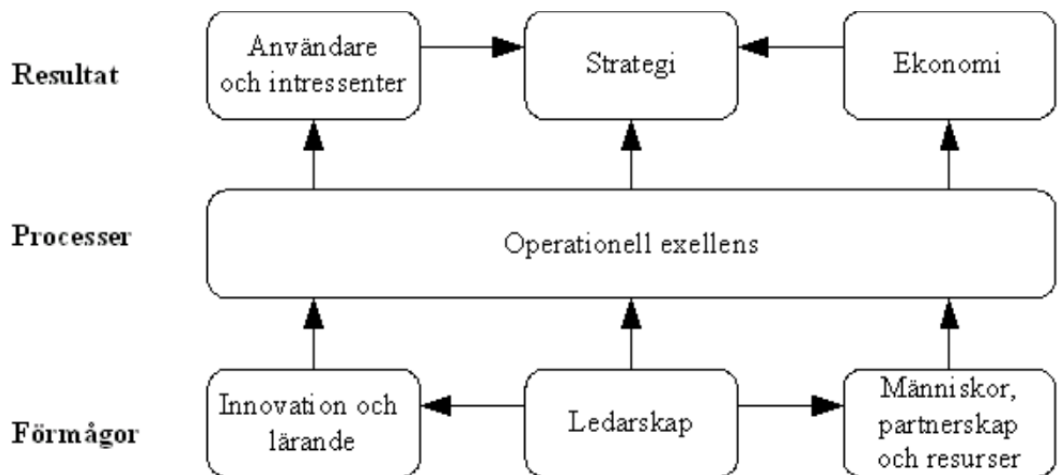 Resultat
Användare
och intressenter
Strategi
Ekonomi
Processer
Operationell exellens
Förmågor
Innovation och
lärande
Ledarskap
Människor,
partnerskap
och resurser